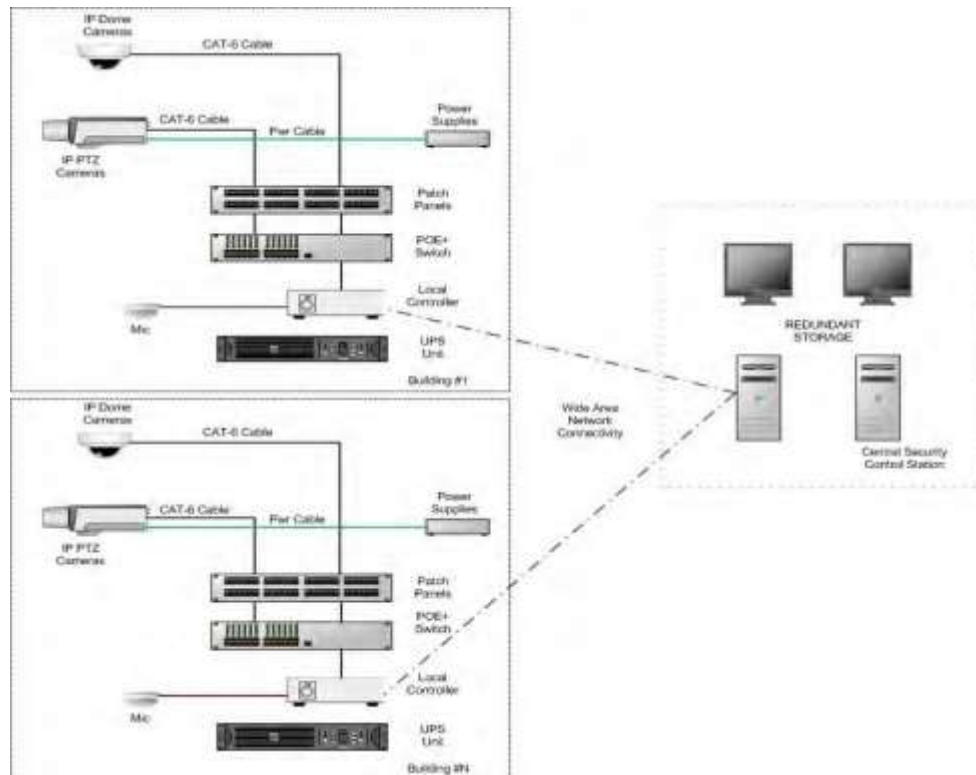 IP Dome
Cameras
CAT-6 Cable
CAT-6 Cable
Pwr Cable
Power
Supplies
IP PTZ
Cameras
Patch
Panels
POE+
Switch
Local
Controller
Mic
UPS
Unit
Building #1
IP Dome
Cameras
CAT-6 Cable
CAT-6 Cable
Pwr Cable
Power
Supplies
IP PTZ
Cameras
Patch
Panels
POE+
Switch
Local
Controller
Mic
UPS
Unit
Building #N
Wide Area
Network
Connectivity
REDUNDANT
STORAGE
Central Security
Control Station